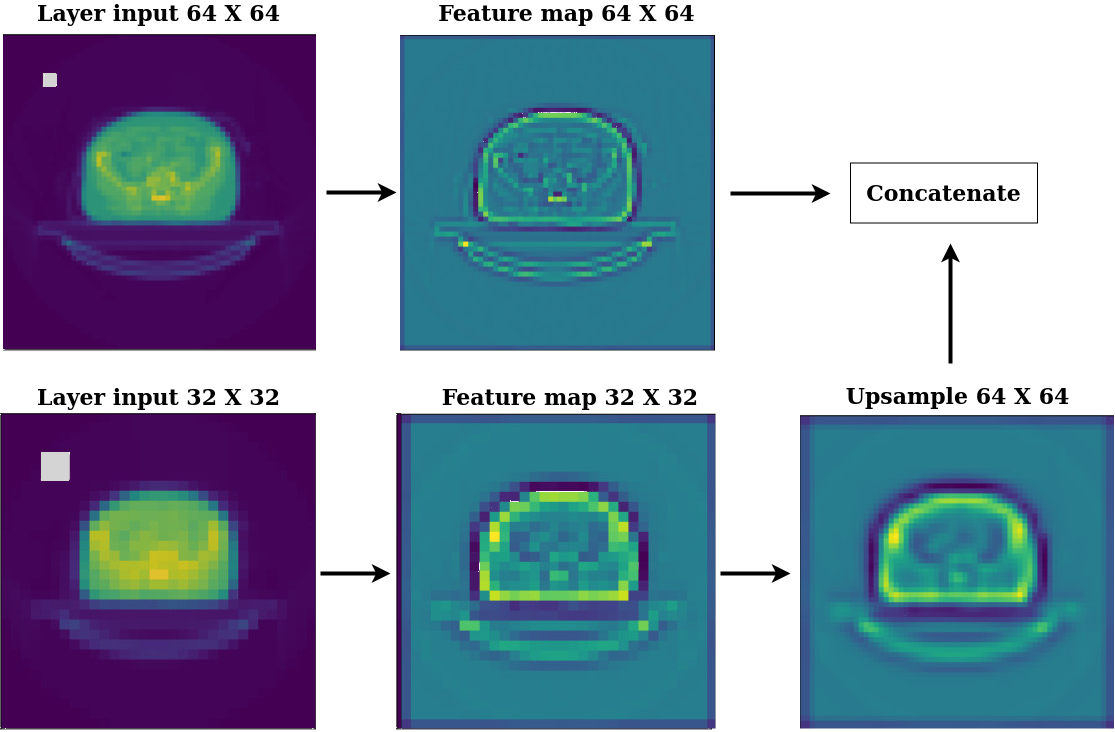 Layer input 64 X 64
Feature map 64 X 64
Concatenate
Layer input 32 X 32
Feature map 32 X 32
Upsample 64 X 64